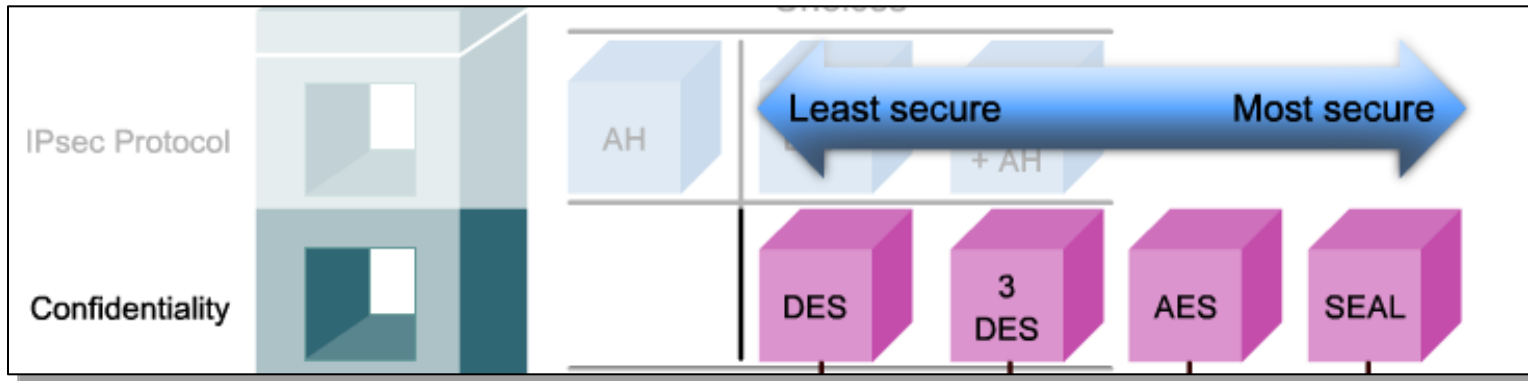 IPsec Protocol
AH
+ AH
Least secure
Most secure
Confidentiality
DES
3
DES
AES
SEAL